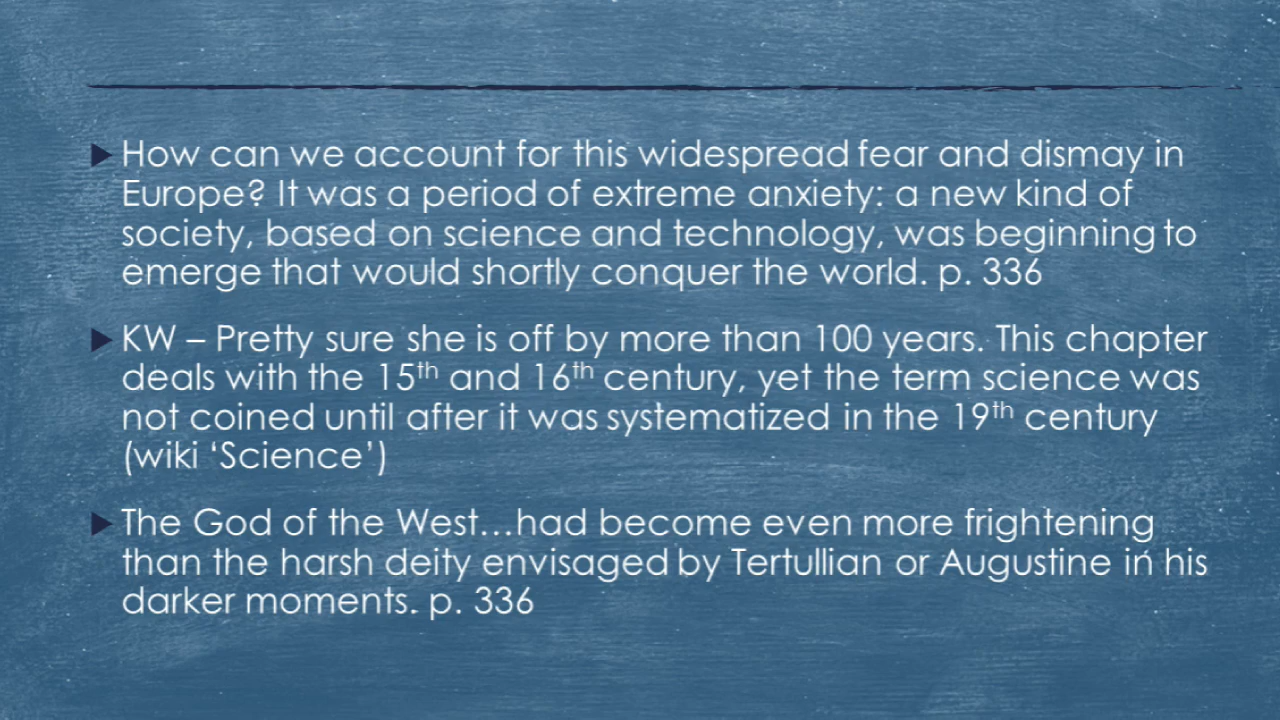 How can we account for this widespread fear and dismay in
Europe? It was a period of extreme anxiety: a new kind of
society, based on science and technology, was beginning to
emerge that would shortly conquer the world. p. 336
KW – Pretty sure she is off by more than 100 years. This chapter
deals with the 15th and 16th century, yet the term science was
not coined until after it was systematized in the 19th century
(wiki ‘Science’)
The God of the West…had become even more frightening
than the harsh deity envisaged by Tertullian or Augustine in his
darker moments. p. 336